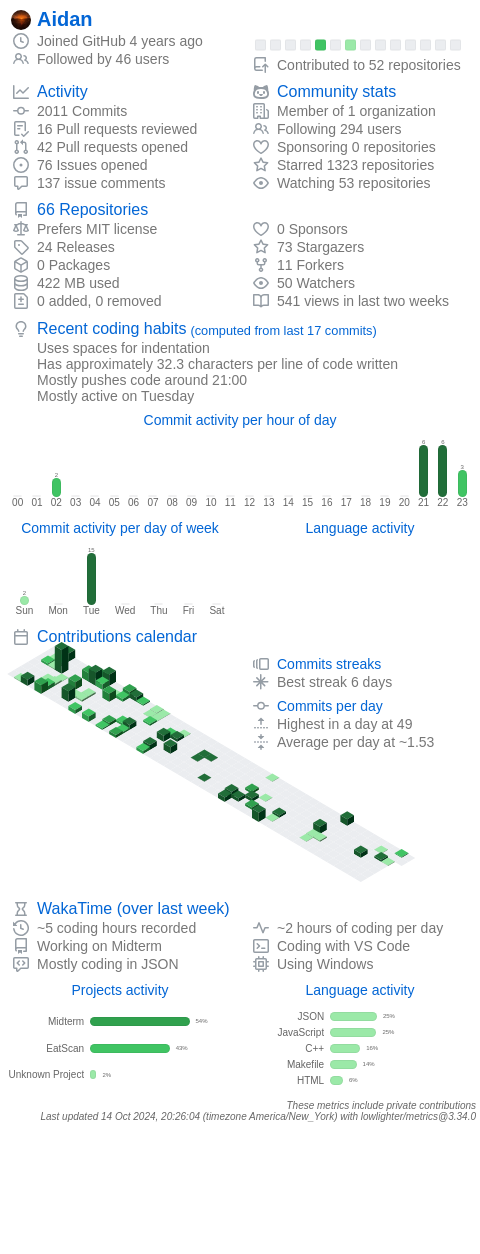 Aidan
Joined GitHub 4 years ago
Followed by 46 users
Contributed to 52 repositories
Activity
2011 Commits
16 Pull requests reviewed
42 Pull requests opened
76 Issues opened
137 issue comments
Community stats
Member of 1 organization
Following 294 users
Sponsoring 0 repositories
Starred 1323 repositories
Watching 53 repositories
66 Repositories
Prefers MIT license
24 Releases
0 Packages
422 MB used
0 added, 0 removed
0 Sponsors
73 Stargazers
11 Forkers
50 Watchers
541 views in last two weeks
Recent coding habits (computed from last 17 commits)
Uses spaces for indentation
Has approximately 32.3 characters per line of code written
Mostly pushes code around 21:00
Mostly active on Tuesday
Commit activity per hour of day
2 6 6 3
00 01 02 03 04 05 06 07 08 09 10 11 12 13 14 15 16 17 18 19 20 21 22 23
Commit activity per day of week
2 15
Sun Mon Tue Wed Thu Fri Sat
Language activity
Contributions calendar
Commits streaks
Best streak 6 days
Commits per day
Highest in a day at 49
Average per day at ~1.53
WakaTime (over last week)
~5 coding hours recorded
Working on Midterm
Mostly coding in JSON
~2 hours of coding per day
Coding with VS Code
Using Windows
Projects activity
Midterm 54%
EatScan 43%
Unknown Project 2%
Language activity
JSON 25%
JavaScript 25%
C++ 16%
Makefile 14%
HTML 6%
These metrics include private contributions
Last updated 14 Oct 2024, 20:26:04 (timezone America/New_York) with lowlighter/metrics@3.34.0